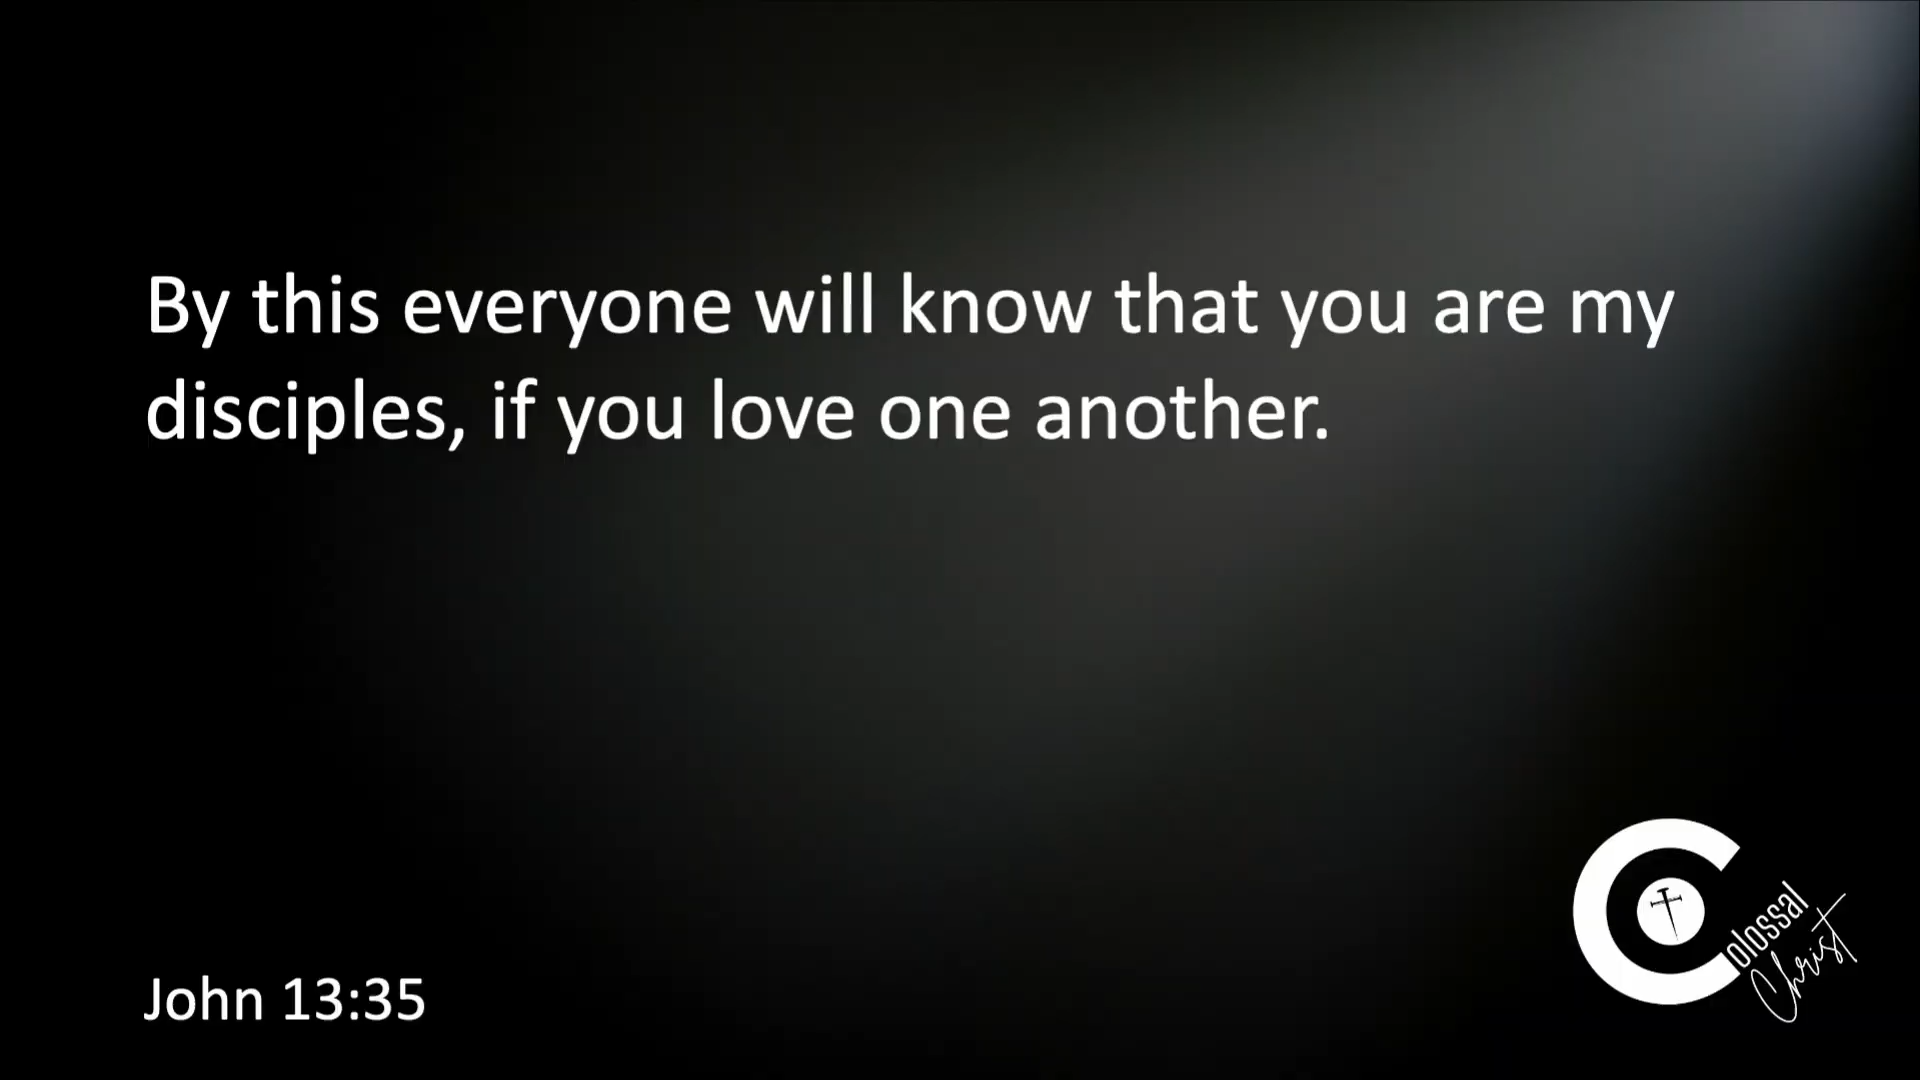 By this everyone will know that you are my
disciples, if you love one another.
John 13:35
Colossal
Christ